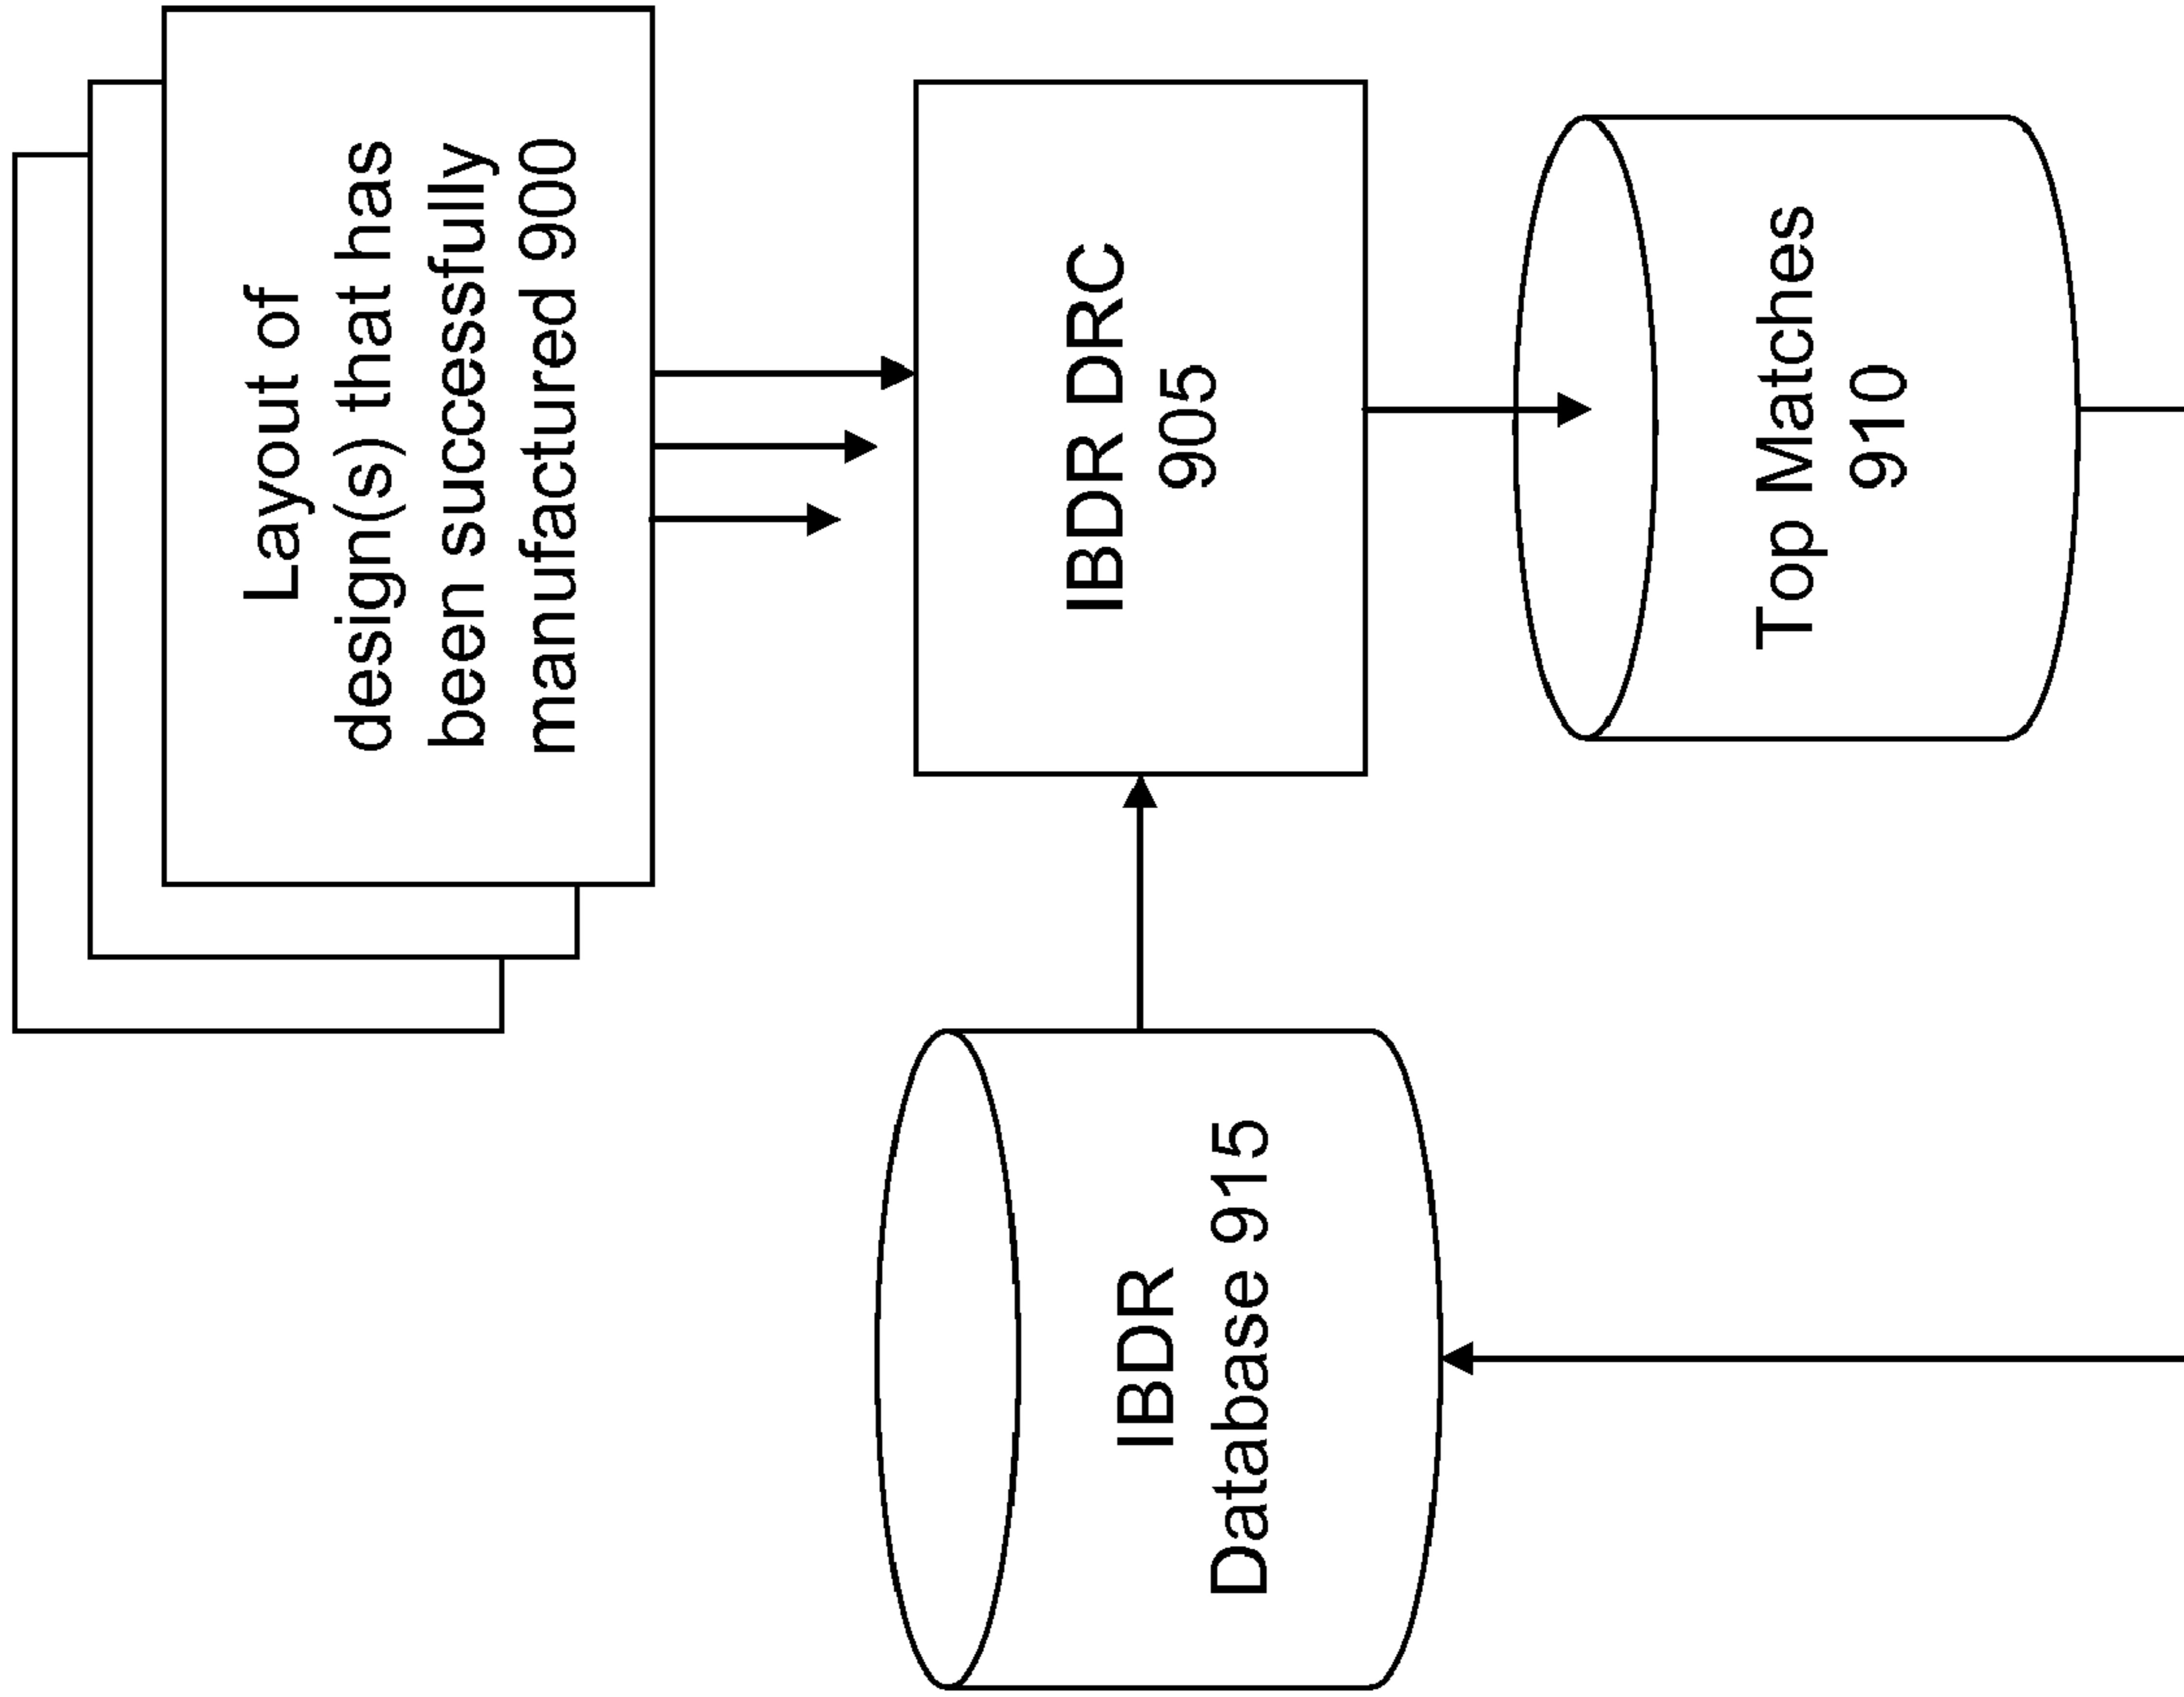 Layout of
design(s) that has
been successfully
manufactured 900
IBDR DRC
905
Top Matches
910
IBDR
Database 915